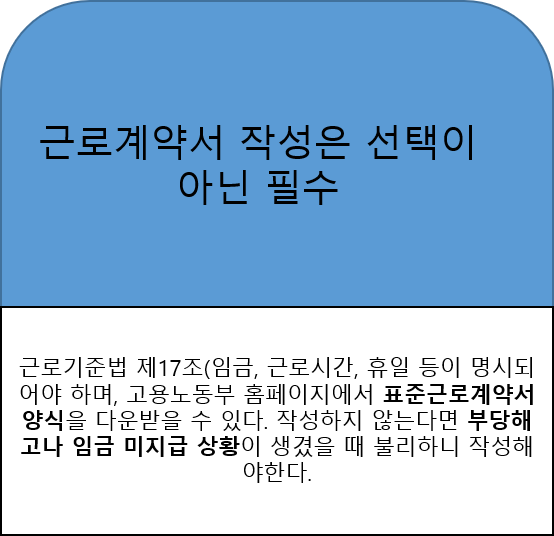 근로계약서 작성은 선택이
아닌 필수
근로기준법 제17조(임금, 근로시간, 휴일 등이 명시되
어야 하며, 고용노동부 홈페이지에서 표준근로계약서
양식을 다운받을 수 있다. 작성하지 않는다면 부당해
고나 임금 미지급 상황이 생겼을 때 불리하니 작성해
야한다.